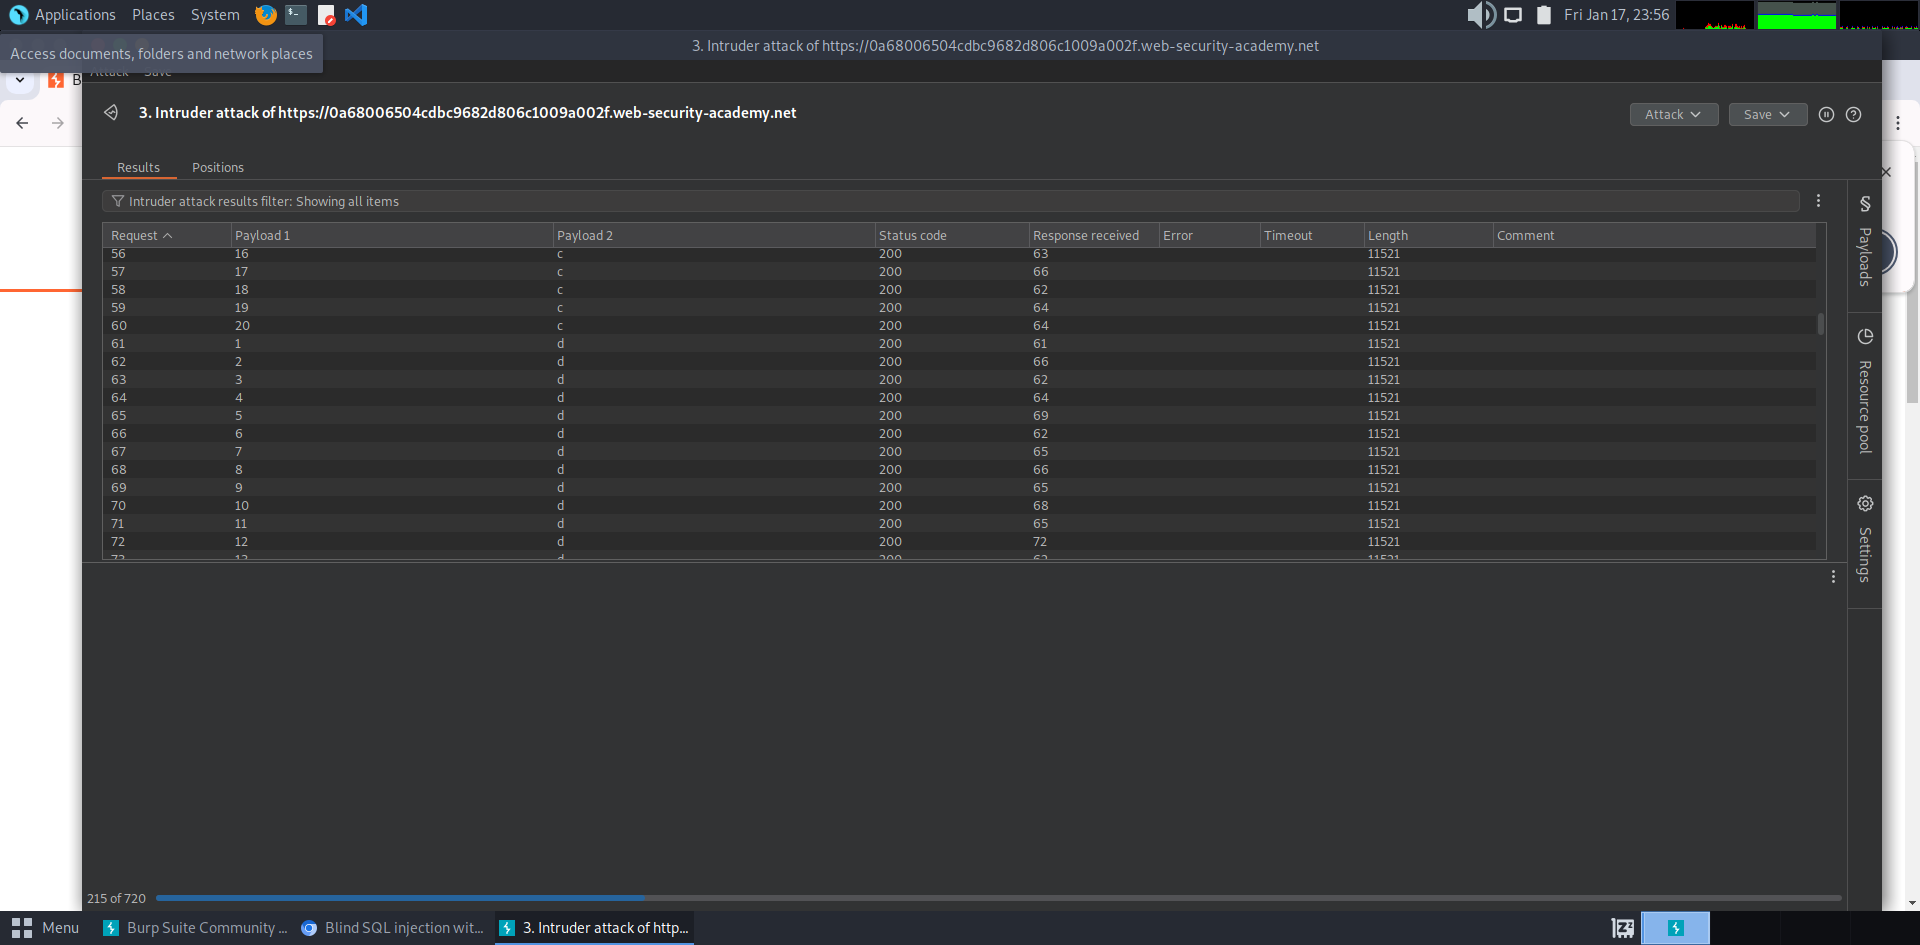 Applications Places System Fri Jan 17, 23:56
Access documents, folders and network places
3. Intruder attack of https://0a68006504cdbc9682d806c1009a002f.web-security-academy.net
Attack Save
B
3. Intruder attack of https://0a68006504cdbc9682d806c1009a002f.web-security-academy.net
Attack Save
Results Positions
Intruder attack results filter: Showing all items
Request Payload 1 Payload 2 Status code Response received Error Timeout Length Comment
56 16 c 200 63 11521
57 17 c 200 66 11521
58 18 c 200 62 11521
59 19 c 200 64 11521
60 20 c 200 64 11521
61 1 d 200 61 11521
62 2 d 200 66 11521
63 3 d 200 62 11521
64 4 d 200 64 11521
65 5 d 200 69 11521
66 6 d 200 62 11521
67 7 d 200 65 11521
68 8 d 200 66 11521
69 9 d 200 65 11521
70 10 d 200 68 11521
71 11 d 200 65 11521
72 12 d 200 72 11521
73 13 d 200 62 11521
Payloads
Resource pool
Settings
215 of 720
Menu Burp Suite Community ... Blind SQL injection wit... 3. Intruder attack of http...